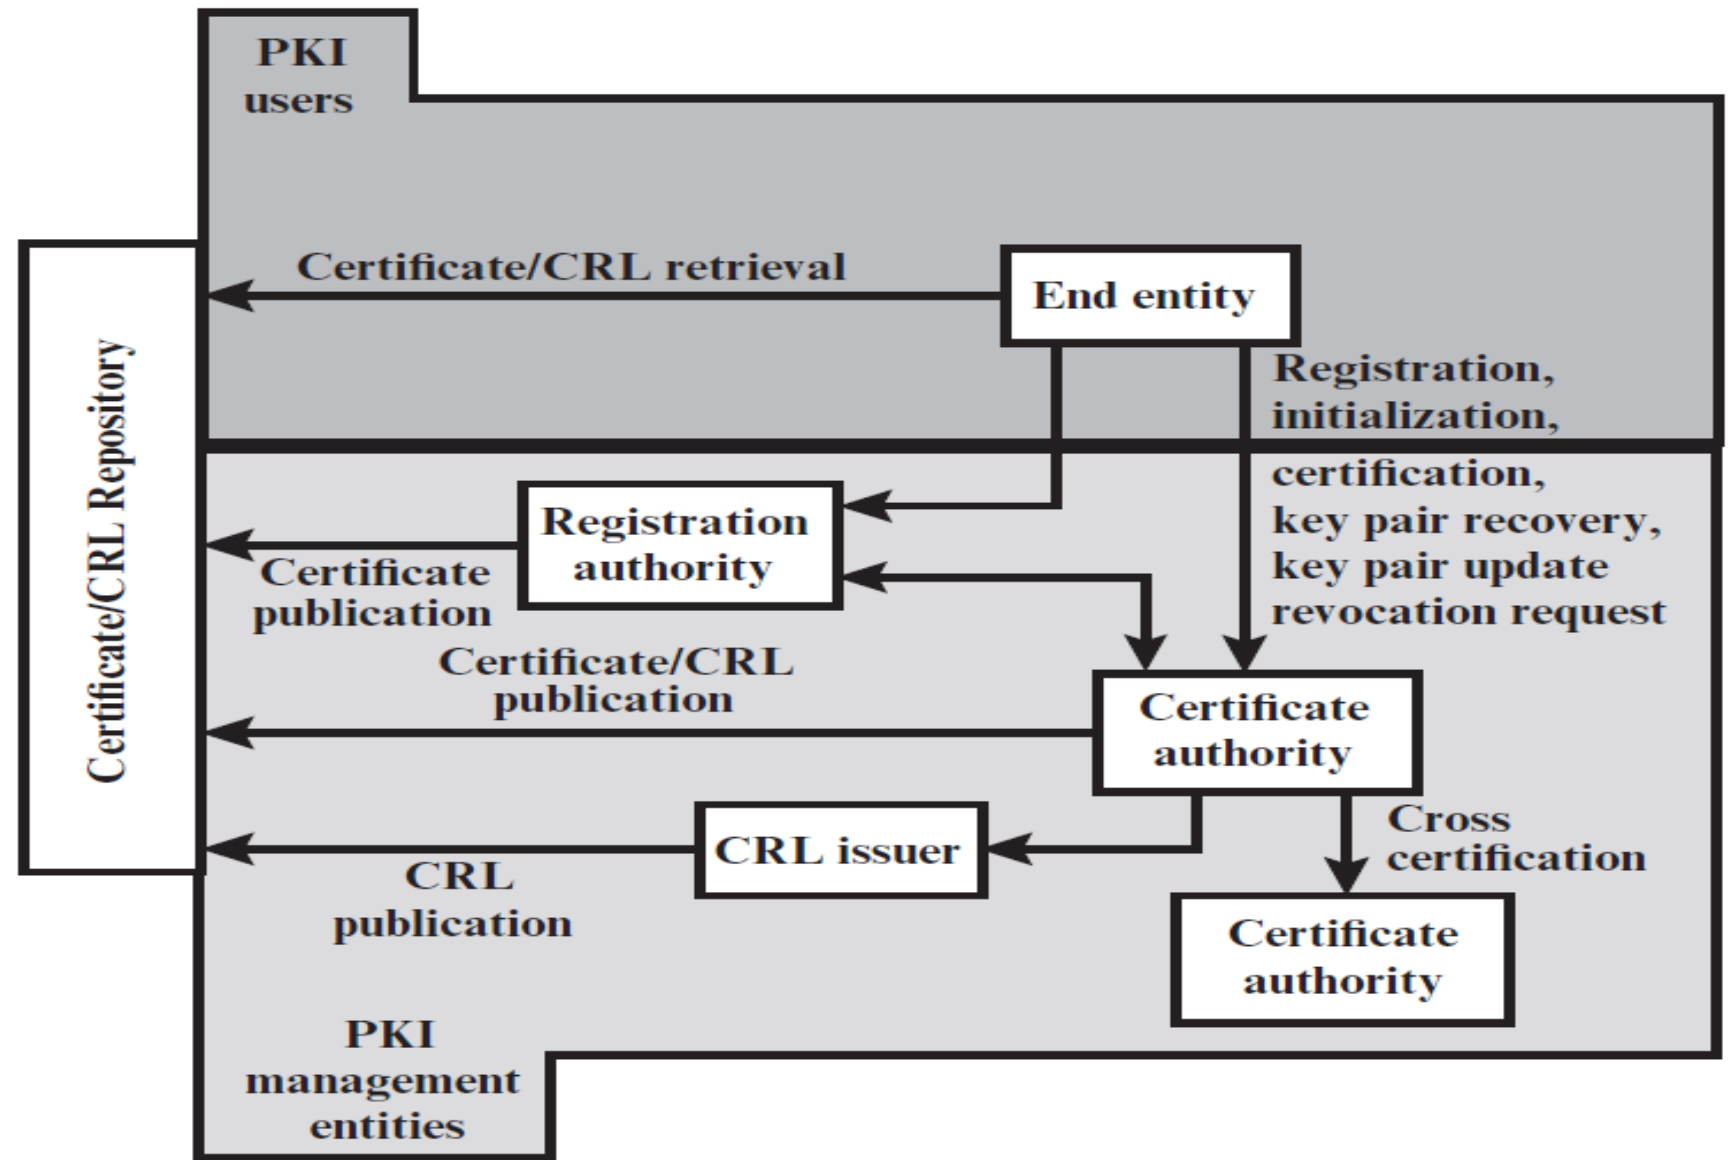 PKI
users
Certificate/CRL retrieval
End entity
Certificate/CRL Repository
Registration,
initialization,
certification,
key pair recovery,
key pair update
revocation request
Registration
authority
Certificate
publication
Certificate/CRL
publication
Certificate
authority
CRL issuer
CRL
publication
Cross
certification
Certificate
authority
PKI
management
entities